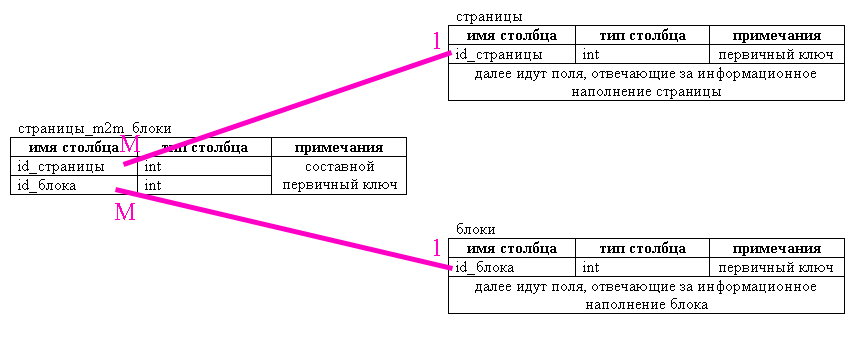 страницы
имя столбца тип столбца примечания
1
id_страницы int первичный ключ
далее идут поля, отвечающие за информационное
наполнение страницы
страницы_m2m_блоки
M
имя столбца тип столбца примечания
id_страницы int составной
id_блока int первичный ключ
M
блоки
1
имя столбца тип столбца примечания
id_блока int первичный ключ
далее идут поля, отвечающие за информационное
наполнение блока